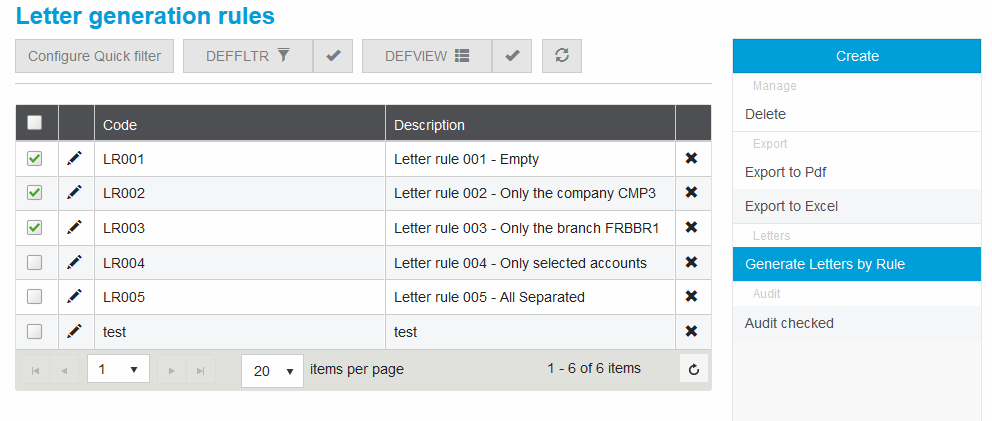 Letter generation rules
Configure Quick filter
DEFFLTR
DEFVIEW
Code Description
LR001 Letter rule 001 - Empty
LR002 Letter rule 002 - Only the company CMP3
LR003 Letter rule 003 - Only the branch FRBBR1
LR004 Letter rule 004 - Only selected accounts
LR005 Letter rule 005 - All Separated
test test
1 20 items per page 1 - 6 of 6 items
Create
Manage
Delete
Export
Export to Pdf
Export to Excel
Letters
Generate Letters by Rule
Audit
Audit checked